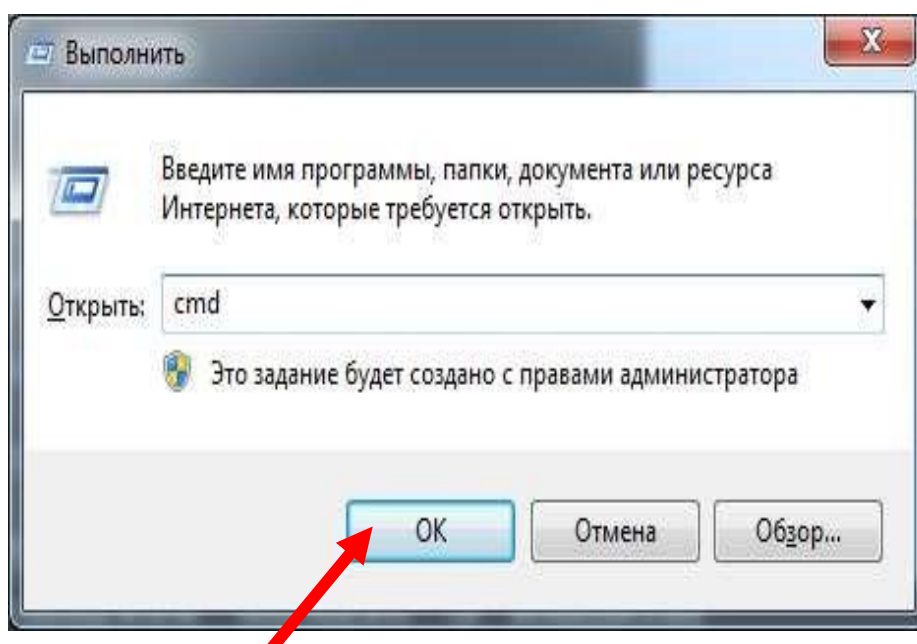 Выполнить
Введите имя программы, папки, документа или ресурса
Интернета, которые требуется открыть.
Открыть: cmd
Это задание будет создано с правами администратора
ОК Отмена Обзор...